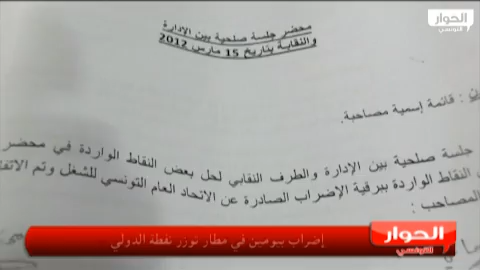 الحوار
التونسي
محضر جلسة صلحية بين الإدارة
والنقابة بتاريخ 15 مارس 2012
: قائمة إسمية مصاحبة.
جلسة صلحية بين الإدارة والطرف النقابي لحل بعض النقاط الواردة في محضر
النقاط الواردة ببرقية الإضراب الصادرة عن الاتحاد العام التونسي للشغل وتم
المصاحب :
إضراب بيومين في مطار توزر نفطة الدولي
الحوار
التونسي